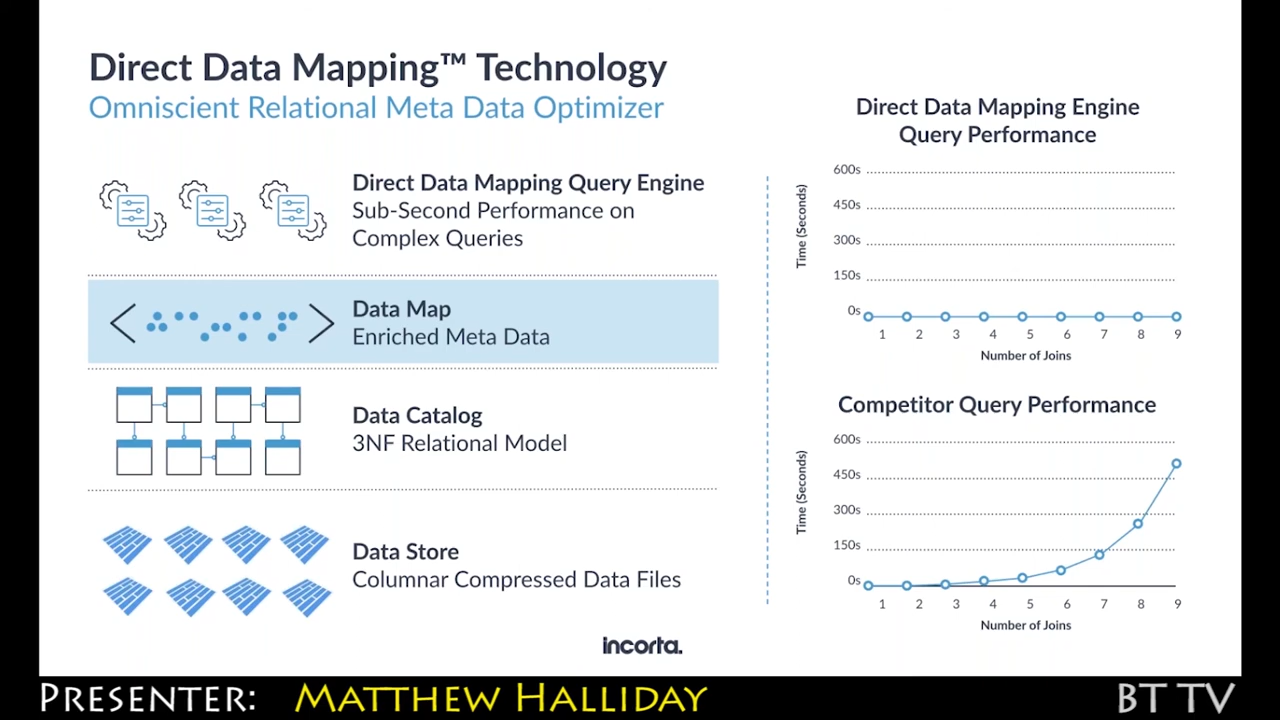 Direct Data Mapping™ Technology
Omniscient Relational Meta Data Optimizer
Direct Data Mapping Query Engine
Sub-Second Performance on
Complex Queries
Data Map
Enriched Meta Data
Data Catalog
3NF Relational Model
Data Store
Columnar Compressed Data Files
Direct Data Mapping Engine
Query Performance
600s
450s
300s
150s
0s
Time (Seconds)
1 2 3 4 5 6 7 8 9
Number of Joins
Competitor Query Performance
600s
450s
300s
150s
0s
Time (Seconds)
1 2 3 4 5 6 7 8 9
Number of Joins
incorta.
PRESENTER: MATTHEW HALLIDAY
BT TV